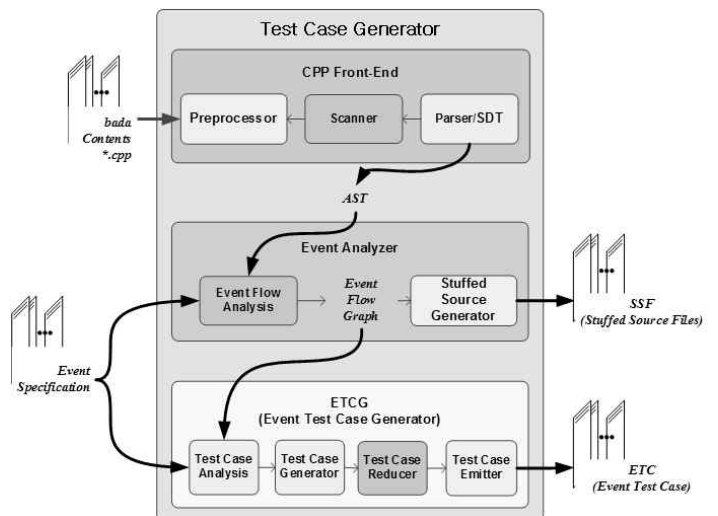 Test Case Generator
CPP Front-End
Preprocessor
Scanner
Parser/SDT
bada
Contents
*.cpp
AST
Event Analyzer
Event Flow
Analysis
Event
Flow
Graph
Stuffed
Source
Generator
SSF
(Stuffed Source Files)
Event
Specification
ETCG
(Event Test Case Generator)
Test Case
Analysis
Test Case
Generator
Test Case
Reducer
Test Case
Emitter
ETC
(Event Test Case)